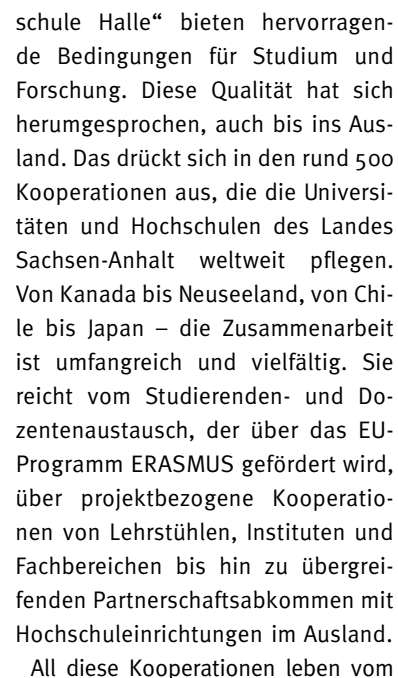 schule Halle“ bieten hervorragen-
de Bedingungen für Studium und
Forschung. Diese Qualität hat sich
herumgesprochen, auch bis ins Aus-
land. Das drückt sich in den rund 500
Kooperationen aus, die die Universi-
täten und Hochschulen des Landes
Sachsen-Anhalt weltweit pflegen.
Von Kanada bis Neuseeland, von Chi-
le bis Japan – die Zusammenarbeit
ist umfangreich und vielfältig. Sie
reicht vom Studierenden- und Do-
zentenaustausch, der über das EU-
Programm ERASMUS gefördert wird,
über projektbezogene Kooperatio-
nen von Lehrstühlen, Instituten und
Fachbereichen bis hin zu übergrei-
fenden Partnerschaftsabkommen mit
Hochschuleinrichtungen im Ausland.
All diese Kooperationen leben vom